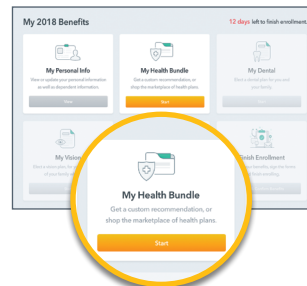 My 2018 Benefits
12 days left to finish enrollment
My Personal Info
View or update your personal information
as well as dependent information.
View
My Health Bundle
Get a custom recommendation, or
shop the marketplace of health plans.
Start
My Dental
My Vision
Finish Enrollment
My Health Bundle
Get a custom recommendation, or
shop the marketplace of health plans.
Start